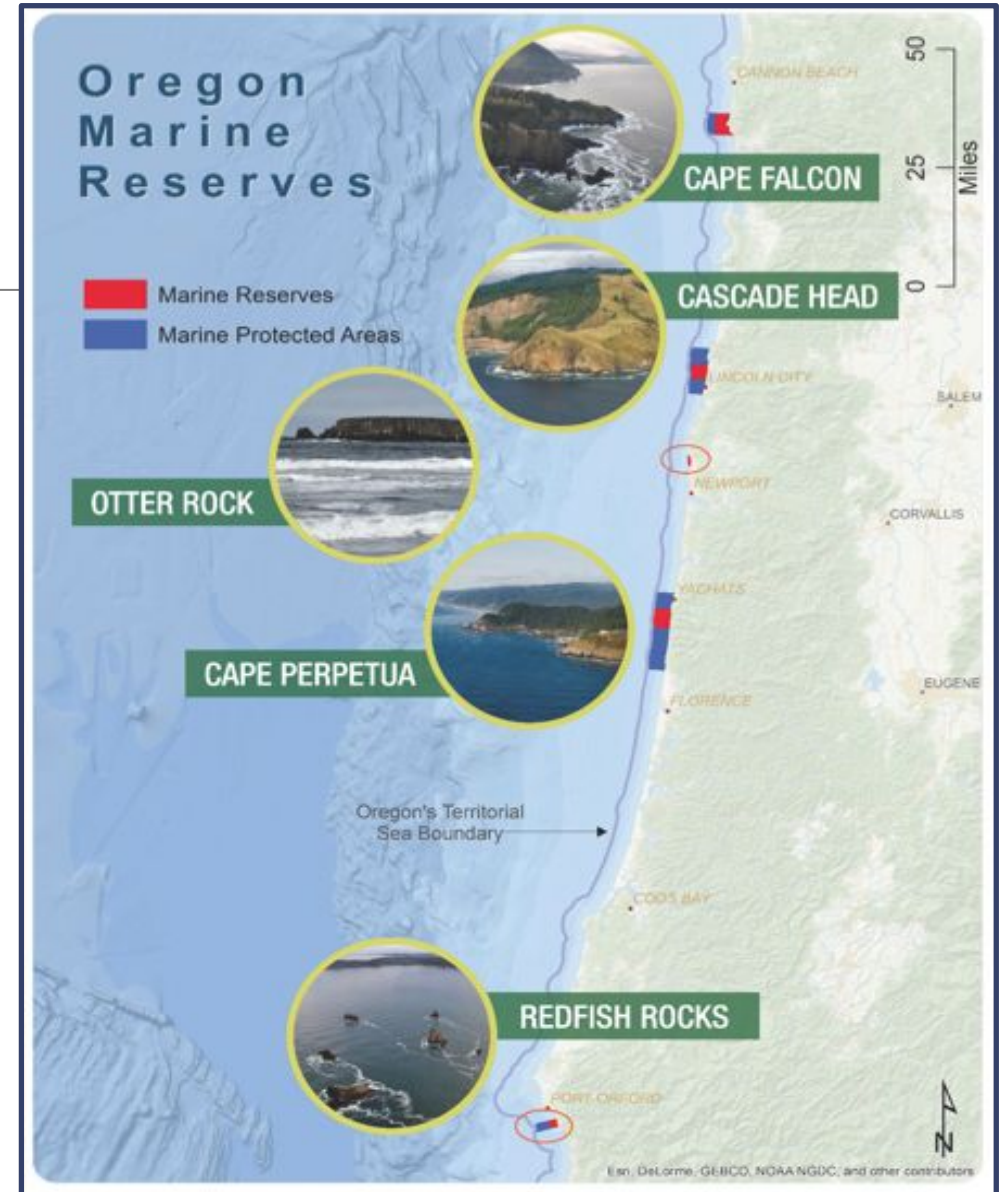 Oregon
Marine
Reserves
Marine Reserves
Marine Protected Areas
CANNON BEACH
CAPE FALCON
50
25
0
Miles
CASCADE HEAD
LINCOLN CITY
SALEM
OTTER ROCK
NEWPORT
CORVALLIS
YACHATS
CAPE PERPETUA
FLORENCE
EUGENE
Oregon's Territorial
Sea Boundary
COOS BAY
REDFISH ROCKS
PORT ORFORD
N
Esri, DeLorme, GEBCO, NOAA NGDC, and other contributors